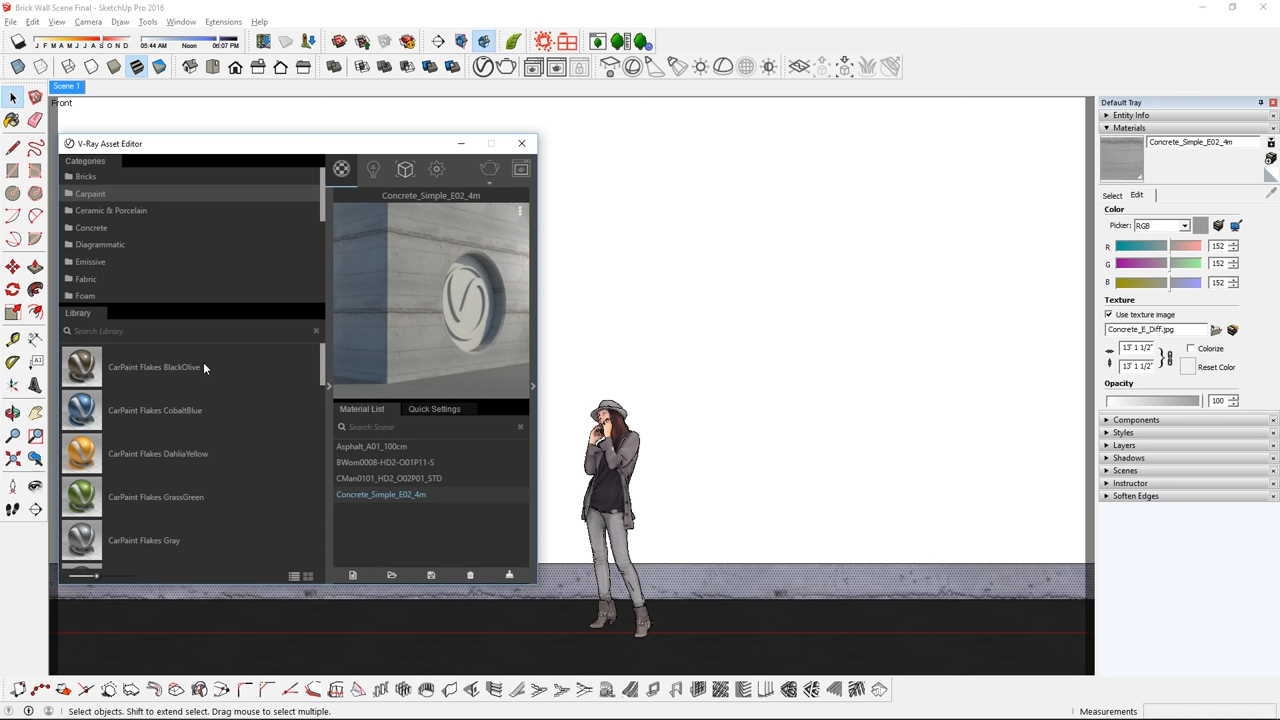 Brick Wall Scene Final - SketchUp Pro 2016
File Edit View Camera Draw Tools Window Extensions Help
J F M A M J J A S O N D 05:44 AM Noon 06:07 PM
Scene 1
Front
V-Ray Asset Editor
Categories
Bricks
Carpaint
Ceramic & Porcelain
Concrete
Diagrammatic
Emissive
Fabric
Foam
Library
Search Library
CarPaint Flakes BlackOlive
CarPaint Flakes CobaltBlue
CarPaint Flakes DahliaYellow
CarPaint Flakes GrassGreen
CarPaint Flakes Gray
Concrete_Simple_E02_4m
Material List Quick Settings
Search Scene
Asphalt_A01_100cm
BWom0008-HD2-O01P11-S
CMan0101_HD2_O02P01_STD
Concrete_Simple_E02_4m
Default Tray
Entity Info
Materials
Concrete_Simple_E02_4m
Select Edit
Color
Picker: RGB
R 152
G 152
B 152
Texture
Use texture image
Concrete_E_Diff.jpg
13' 1 1/2" Colorize
13' 1 1/2" Reset Color
Opacity
100
Components
Styles
Layers
Shadows
Scenes
Instructor
Soften Edges
Select objects. Shift to extend select. Drag mouse to select multiple.
Measurements